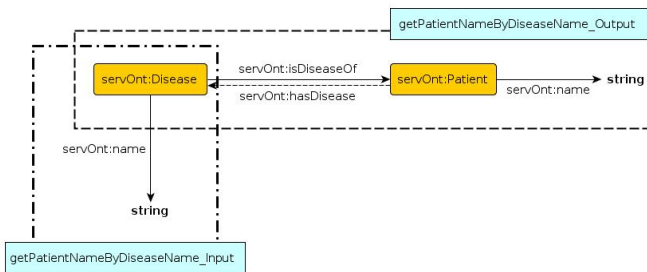 getPatientNameByDiseaseName_Output
servOnt:Disease
servOnt:isDiseaseOf
servOnt:hasDisease
servOnt:Patient
servOnt:name
string
servOnt:name
string
getPatientNameByDiseaseName_Input